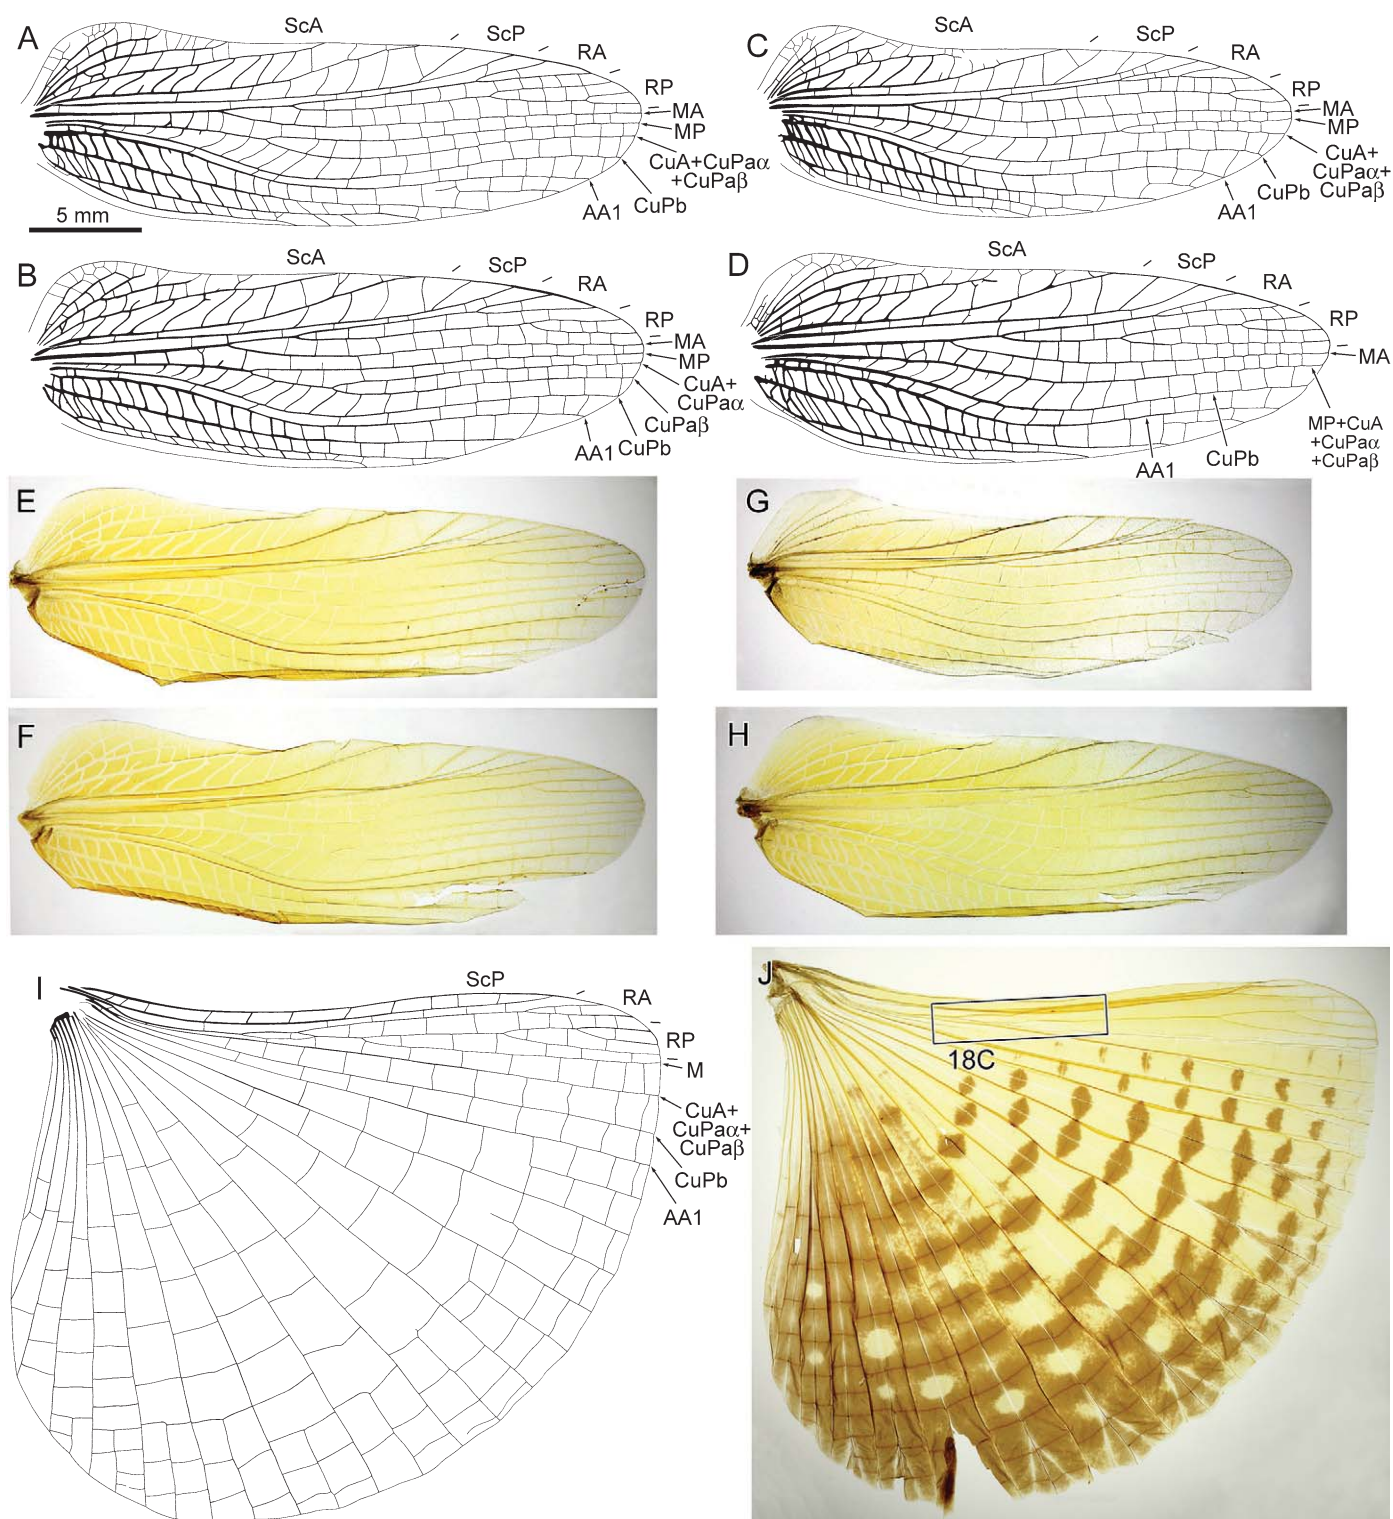 A
ScA
ScP
RA
RP
MA
MP
CuA+CuPaα
+CuPaβ
CuPb
AA1
5 mm
C
ScA
ScP
RA
RP
MA
MP
CuA+
CuPaα+
CuPaβ
CuPb
AA1
B
ScA
ScP
RA
RP
MA
MP
CuA+
CuPaα
CuPaβ
CuPb
AA1
D
ScA
ScP
RA
RP
MA
MP+CuA
+CuPaα
+CuPaβ
CuPb
AA1
E
G
F
H
I
ScP
RA
RP
M
CuA+
CuPaα+
CuPaβ
CuPb
AA1
J
18C